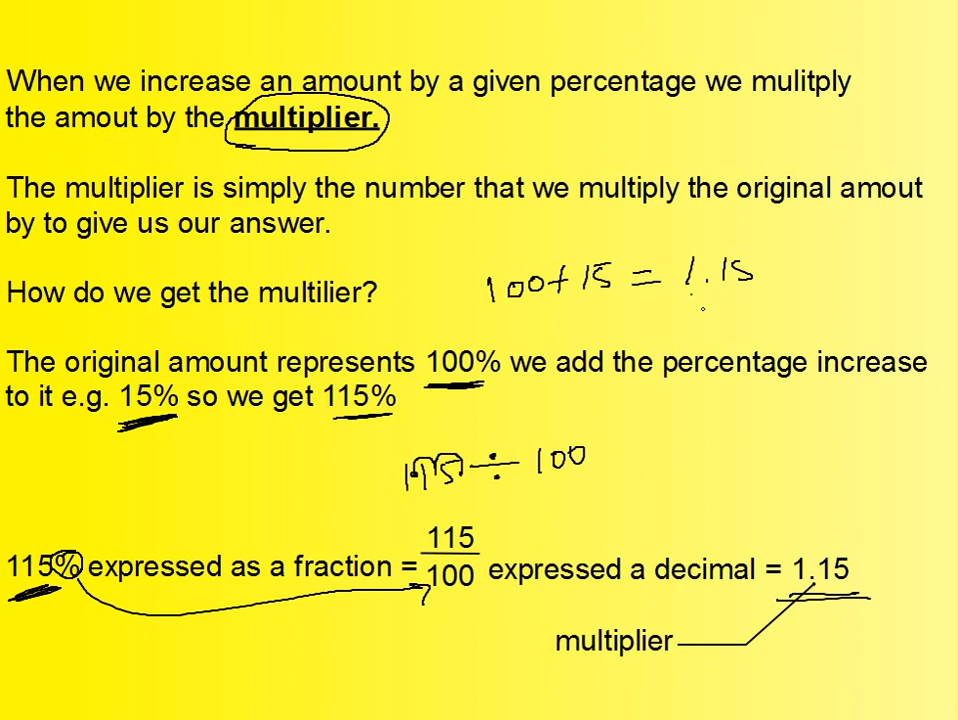 When we increase an amount by a given percentage we mulitply
the amout by the multiplier.
The multiplier is simply the number that we multiply the original amout
by to give us our answer.
How do we get the multilier?
100+15 = 1.15
The original amount represents 100% we add the percentage increase
to it e.g. 15% so we get 115%
115 ÷ 100
115% expressed as a fraction = 115/100 expressed a decimal = 1.15
multiplier